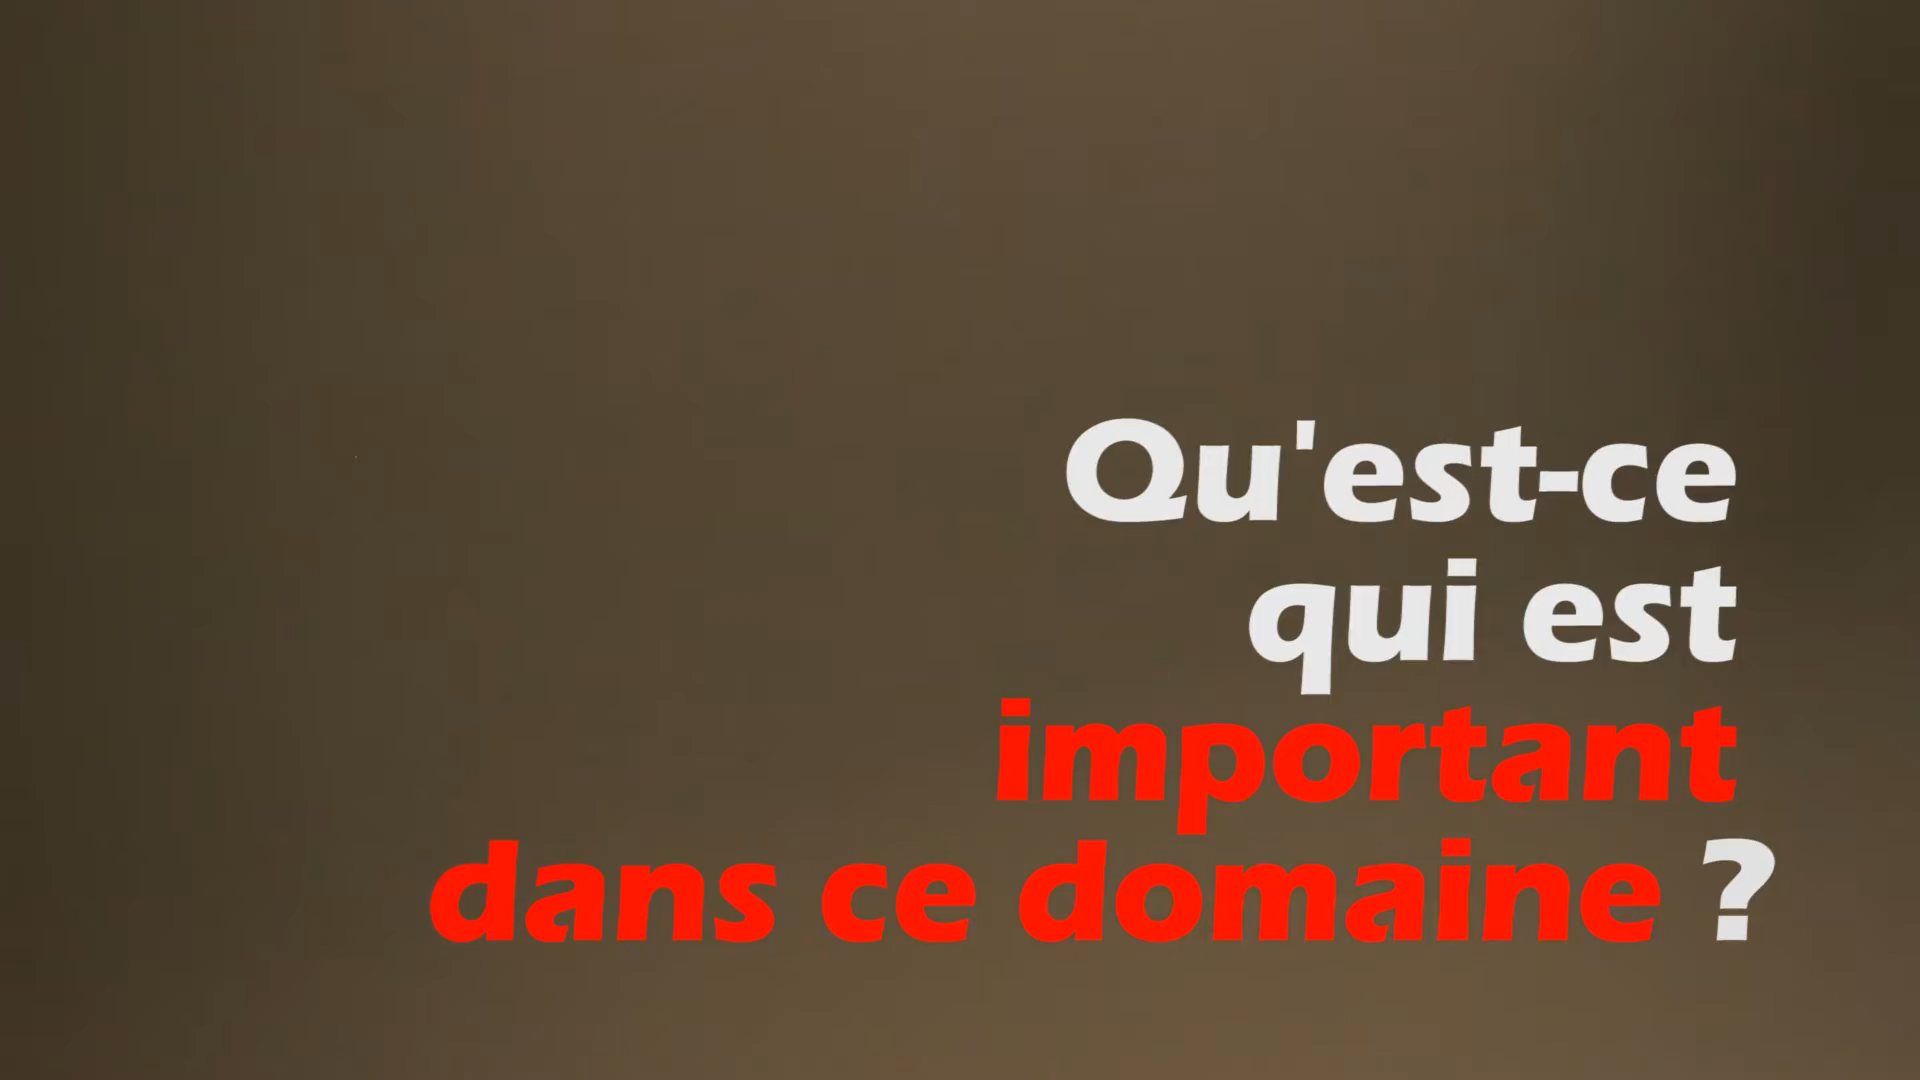 Qu'est-ce
qui est
important
dans ce domaine ?